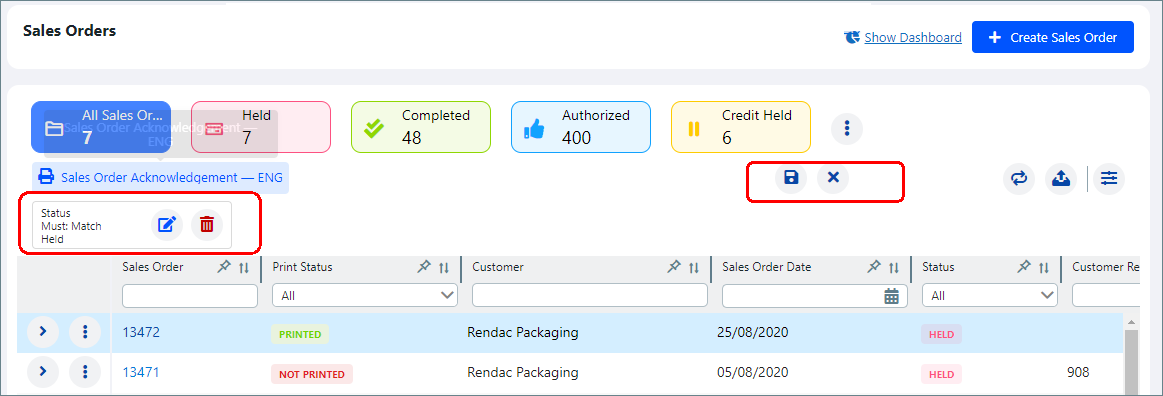 Sales Orders
Show Dashboard
Create Sales Order
All Sales Or...
7
Held
7
Completed
48
Authorized
400
Credit Held
6
Sales Order Acknowledgement —
ENG
Sales Order Acknowledgement — ENG
Status
Must: Match
Held
Sales Order
Print Status
Customer
Sales Order Date
Status
Customer Re
All
All
13472
PRINTED
Rendac Packaging
25/08/2020
HELD
13471
NOT PRINTED
Rendac Packaging
05/08/2020
HELD
908